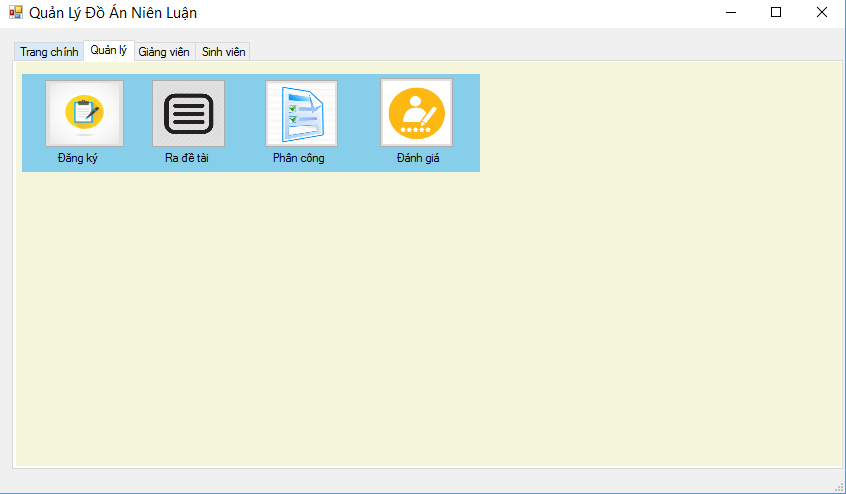 Quản Lý Đồ Án Niên Luận
Trang chính Quản lý Giảng viên Sinh viên
Đăng ký Ra đề tài Phân công Đánh giá